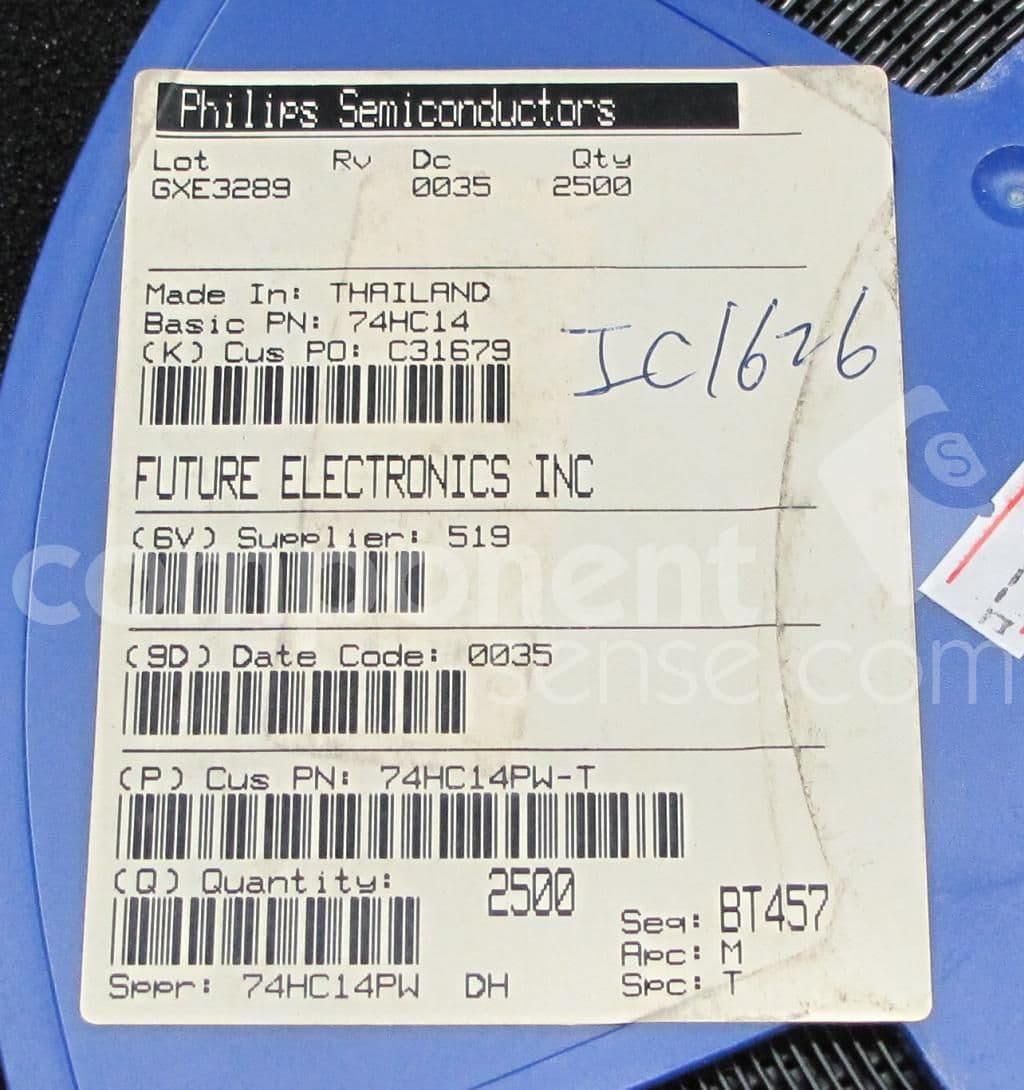 Philips Semiconductors
Lot Rv Dc Qty
GXE3289 0035 2500
Made In: THAILAND
Basic PN: 74HC14
(K) Cus PO: C31679
IC1626
FUTURE ELECTRONICS INC
(6V) Supplier: 519
component
sense.com
S
(9D) Date Code: 0035
(P) Cus PN: 74HC14PW-T
(Q) Quantity: 2500
Seq: BT457
Apc: M
Sppr: 74HC14PW DH Spc: T